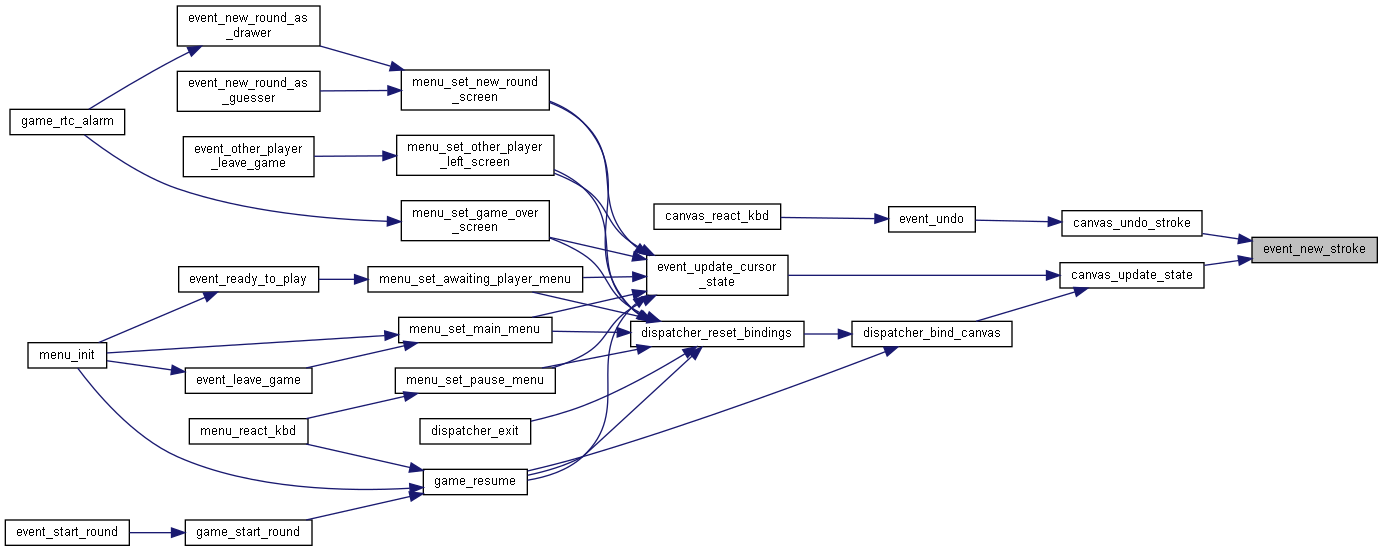 event_new_round_as
_drawer
event_new_round_as
_guesser
menu_set_new_round
_screen
game_rtc_alarm
event_other_player
_leave_game
menu_set_other_player
_left_screen
menu_set_game_over
_screen
canvas_react_kbd
event_undo
canvas_undo_stroke
event_new_stroke
event_update_cursor
_state
canvas_update_state
event_ready_to_play
menu_set_awaiting_player_menu
menu_set_main_menu
dispatcher_reset_bindings
dispatcher_bind_canvas
menu_init
event_leave_game
menu_set_pause_menu
menu_react_kbd
dispatcher_exit
game_resume
event_start_round
game_start_round